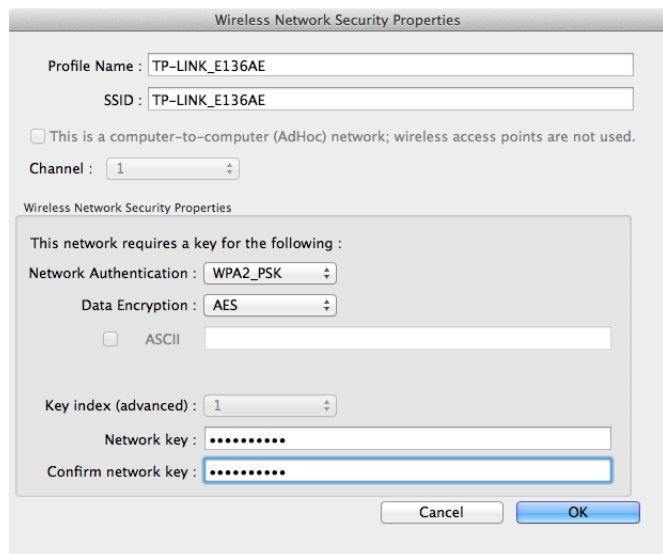 Wireless Network Security Properties
Profile Name : TP-LINK_E136AE
SSID : TP-LINK_E136AE
This is a computer-to-computer (AdHoc) network; wireless access points are not used.
Channel : 1
Wireless Network Security Properties
This network requires a key for the following :
Network Authentication : WPA2_PSK
Data Encryption : AES
ASCII
Key index (advanced) : 1
Network key : ••••••••••
Confirm network key : ••••••••••
Cancel OK